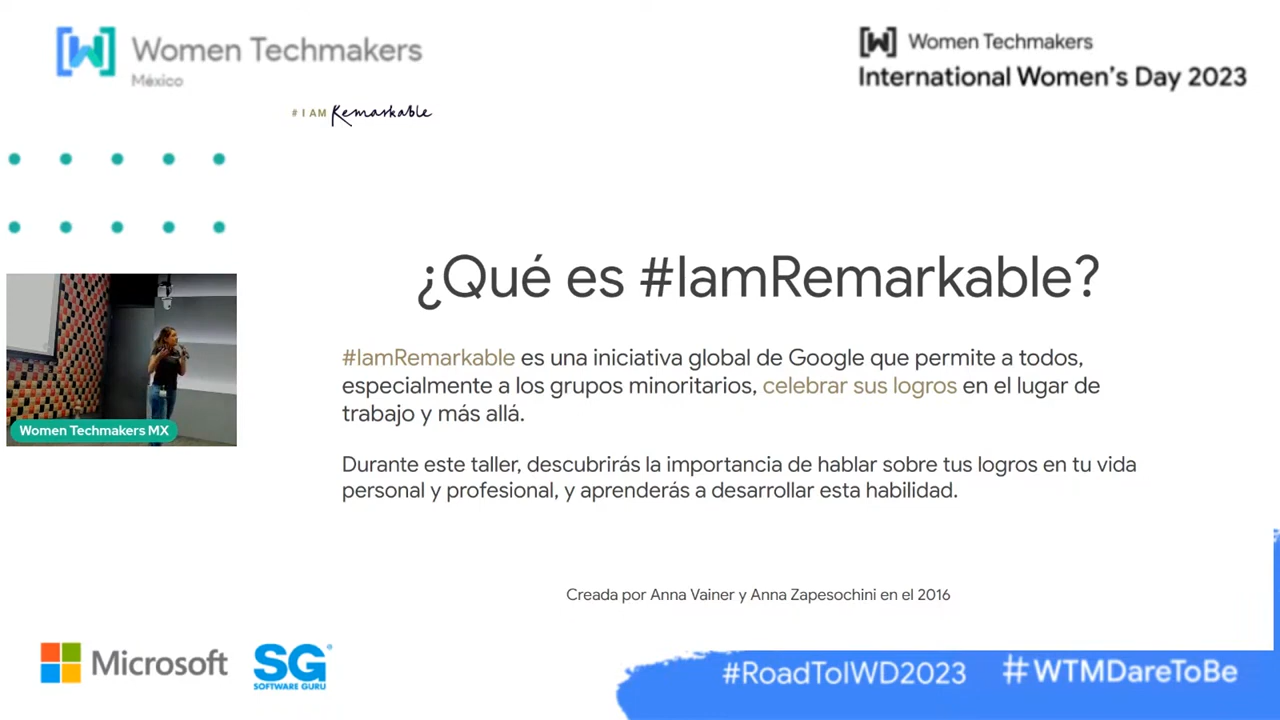 Women Techmakers
México
Women Techmakers
International Women's Day 2023
#IAM Remarkable
¿Qué es #IamRemarkable?
#IamRemarkable es una iniciativa global de Google que permite a todos,
especialmente a los grupos minoritarios, celebrar sus logros en el lugar de
trabajo y más allá.
Durante este taller, descubrirás la importancia de hablar sobre tus logros en tu vida
personal y profesional, y aprenderás a desarrollar esta habilidad.
Women Techmakers MX
Creada por Anna Vainer y Anna Zapesochini en el 2016
Microsoft
SG
SOFTWARE GURU
#RoadToIWD2023
#WTMDareToBe